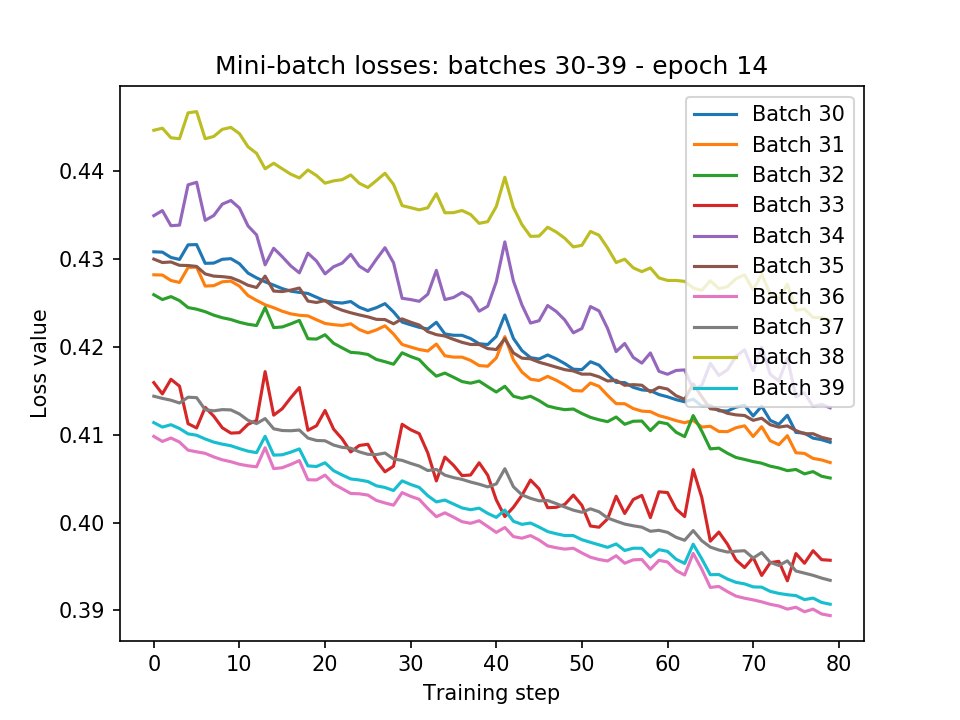 Mini-batch losses: batches 30-39 - epoch 14
Batch 30
Batch 31
Batch 32
Batch 33
Batch 34
Batch 35
Batch 36
Batch 37
Batch 38
Batch 39
Loss value
0.44
0.43
0.42
0.41
0.40
0.39
0 10 20 30 40 50 60 70 80
Training step